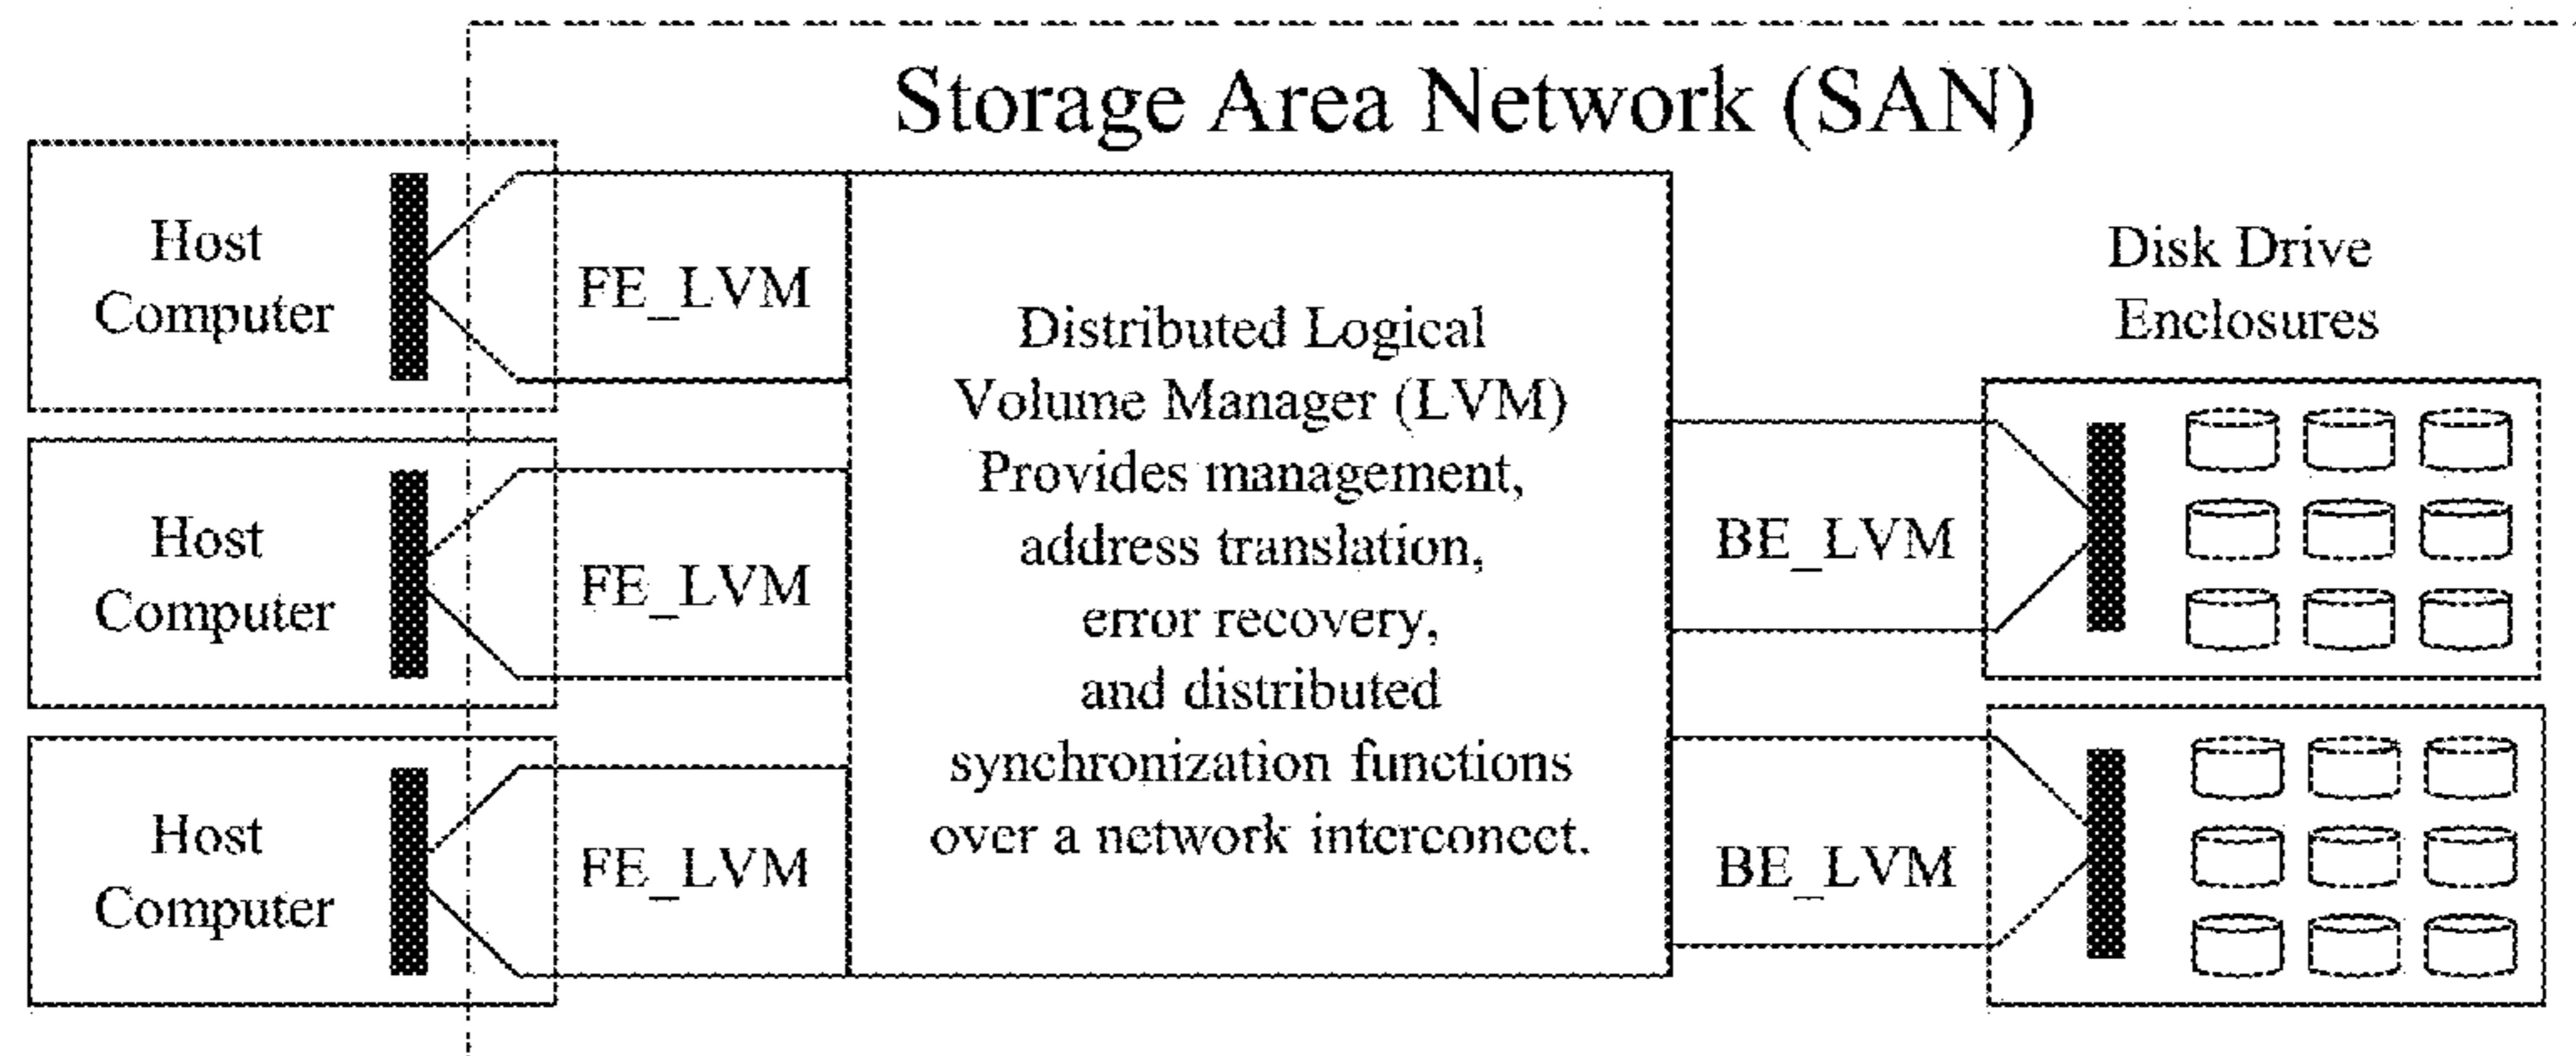 Storage Area Network (SAN)
Host
Computer
FE_LVM
Host
Computer
FE_LVM
Host
Computer
FE_LVM
Distributed Logical
Volume Manager (LVM)
Provides management,
address translation,
error recovery,
and distributed
synchronization functions
over a network interconnect.
BE_LVM
BE_LVM
Disk Drive
Enclosures